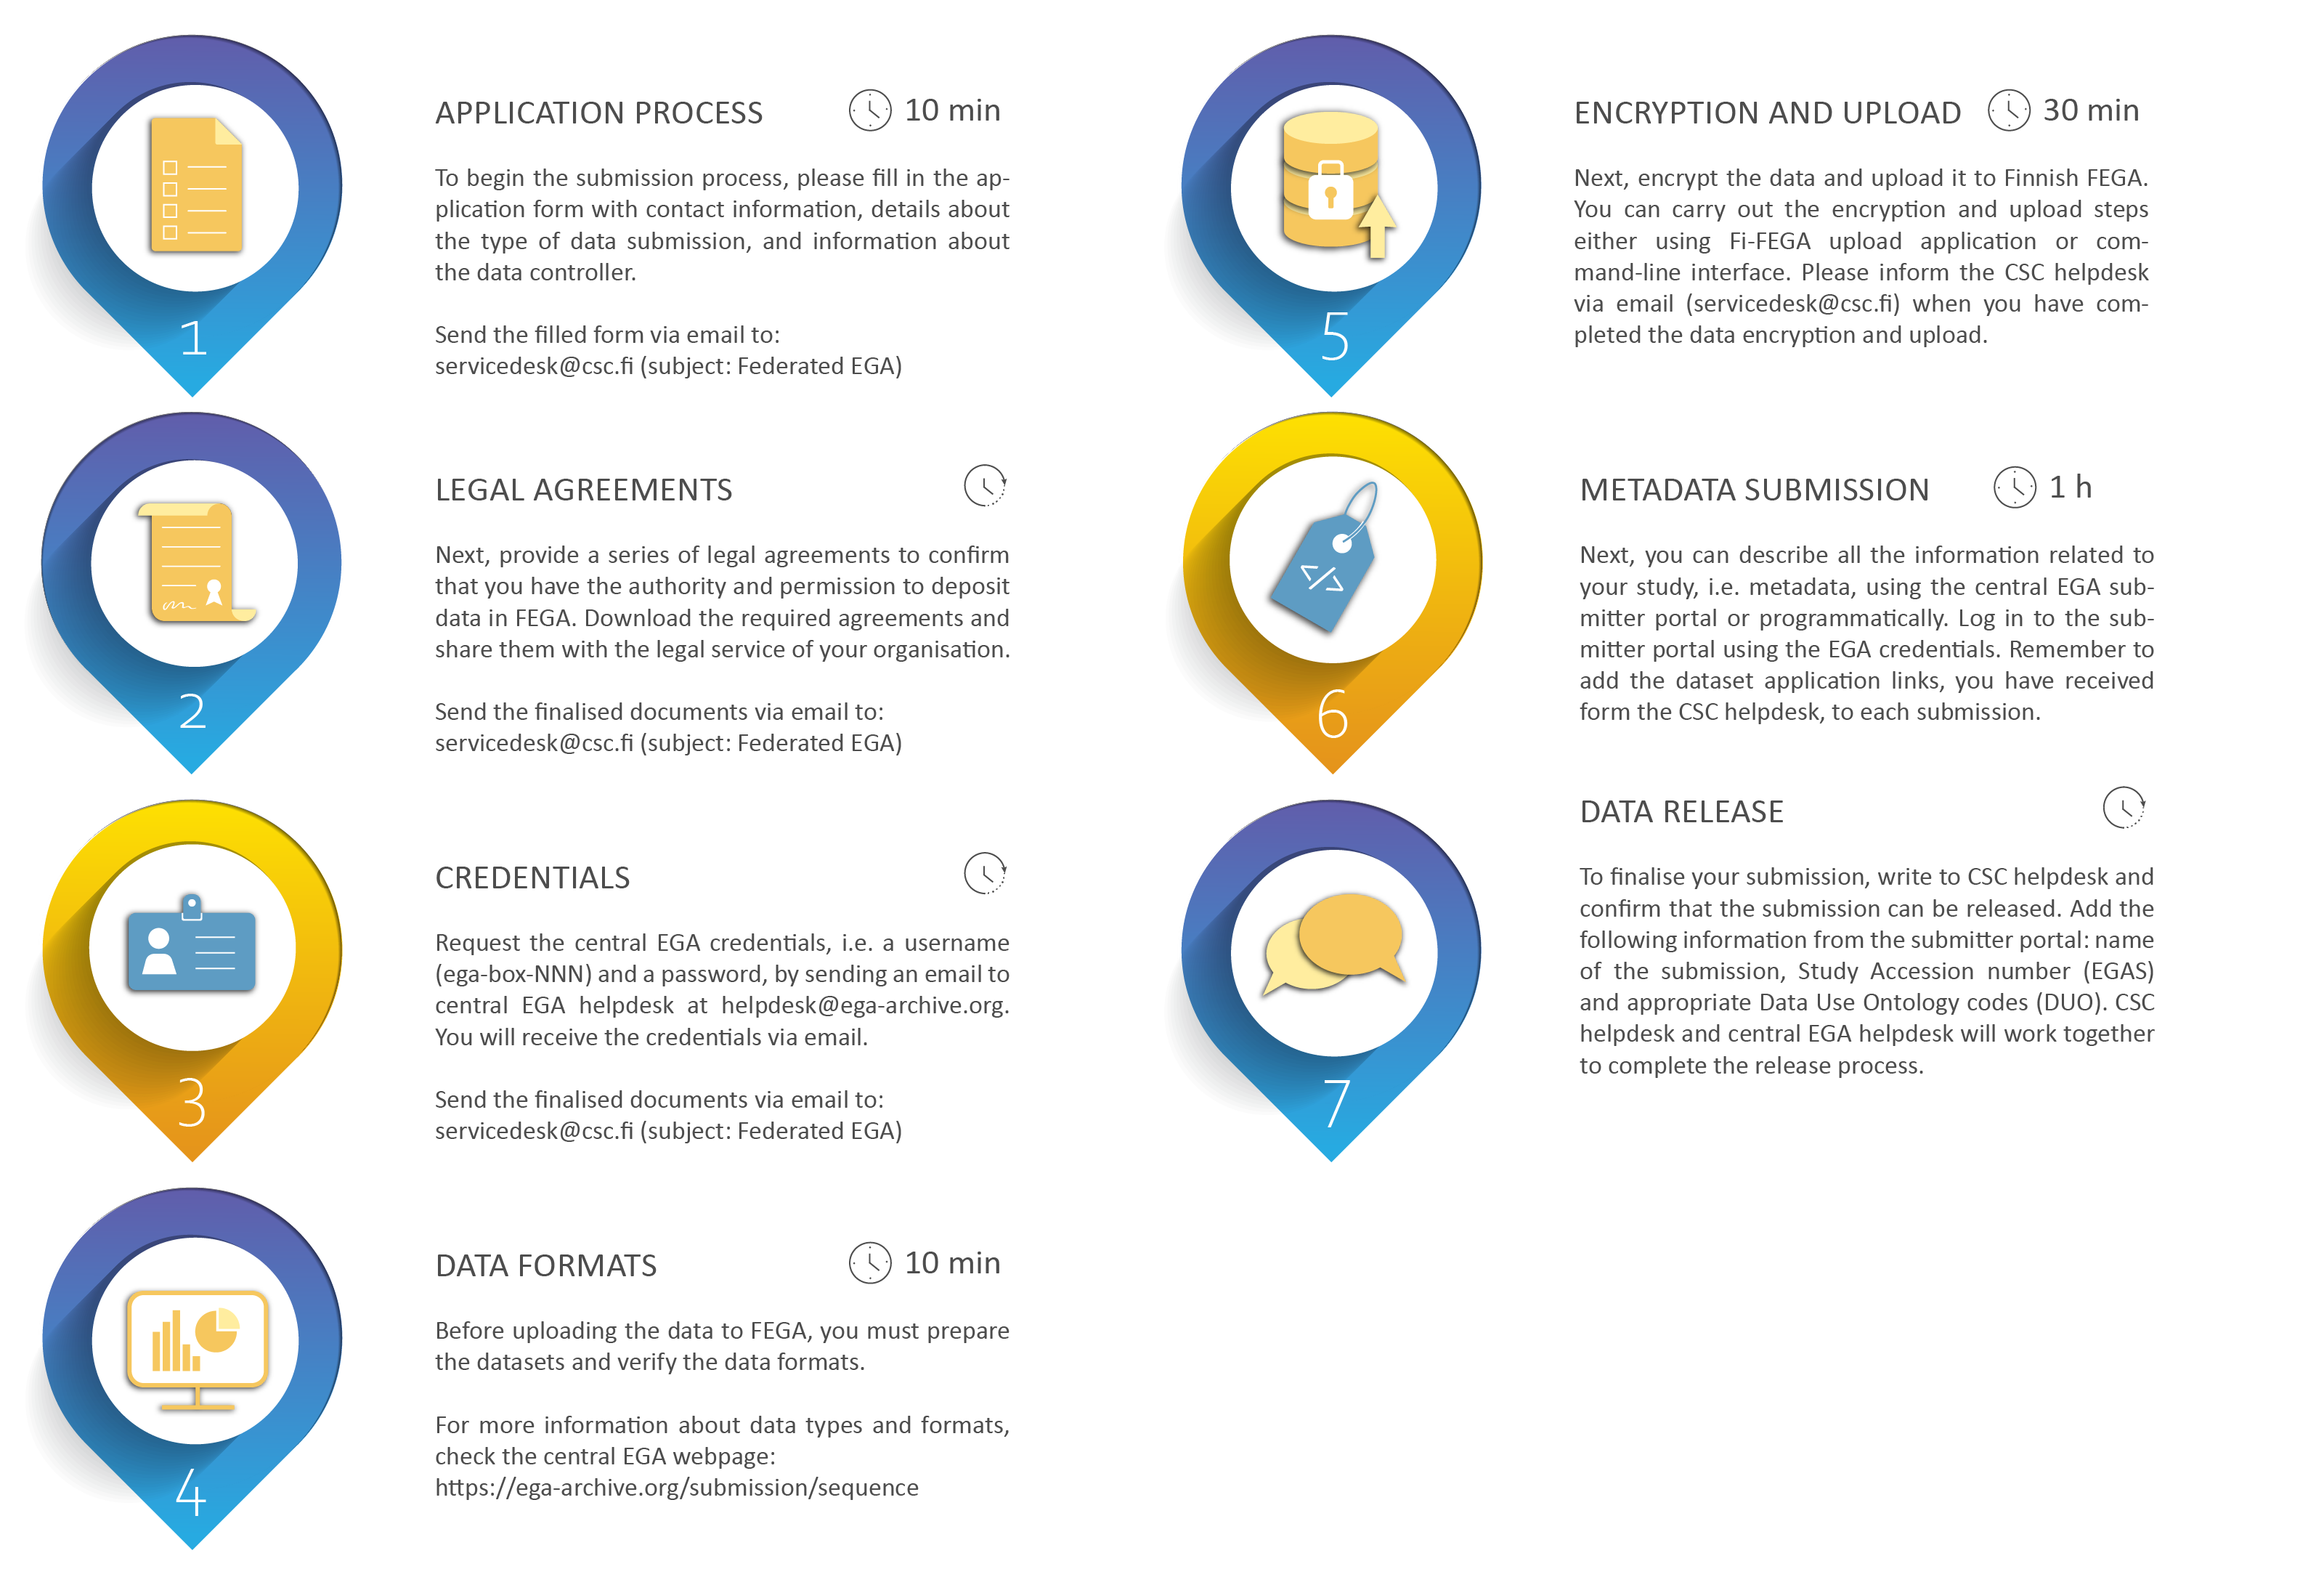 1
APPLICATION PROCESS
10 min
To begin the submission process, please fill in the ap-
plication form with contact information, details about
the type of data submission, and information about
the data controller.
Send the filled form via email to:
servicedesk@csc.fi (subject: Federated EGA)
2
LEGAL AGREEMENTS
Next, provide a series of legal agreements to confirm
that you have the authority and permission to deposit
data in FEGA. Download the required agreements and
share them with the legal service of your organisation.
Send the finalised documents via email to:
servicedesk@csc.fi (subject: Federated EGA)
3
CREDENTIALS
Request the central EGA credentials, i.e. a username
(ega-box-NNN) and a password, by sending an email to
central EGA helpdesk at helpdesk@ega-archive.org.
You will receive the credentials via email.
Send the finalised documents via email to:
servicedesk@csc.fi (subject: Federated EGA)
4
DATA FORMATS
10 min
Before uploading the data to FEGA, you must prepare
the datasets and verify the data formats.
For more information about data types and formats,
check the central EGA webpage:
https://ega-archive.org/submission/sequence
5
ENCRYPTION AND UPLOAD
30 min
Next, encrypt the data and upload it to Finnish FEGA.
You can carry out the encryption and upload steps
either using Fi-FEGA upload application or com-
mand-line interface. Please inform the CSC helpdesk
via email (servicedesk@csc.fi) when you have com-
pleted the data encryption and upload.
6
</>
METADATA SUBMISSION
1 h
Next, you can describe all the information related to
your study, i.e. metadata, using the central EGA sub-
mitter portal or programmatically. Log in to the sub-
mitter portal using the EGA credentials. Remember to
add the dataset application links, you have received
form the CSC helpdesk, to each submission.
7
DATA RELEASE
To finalise your submission, write to CSC helpdesk and
confirm that the submission can be released. Add the
following information from the submitter portal: name
of the submission, Study Accession number (EGAS)
and appropriate Data Use Ontology codes (DUO). CSC
helpdesk and central EGA helpdesk will work together
to complete the release process.